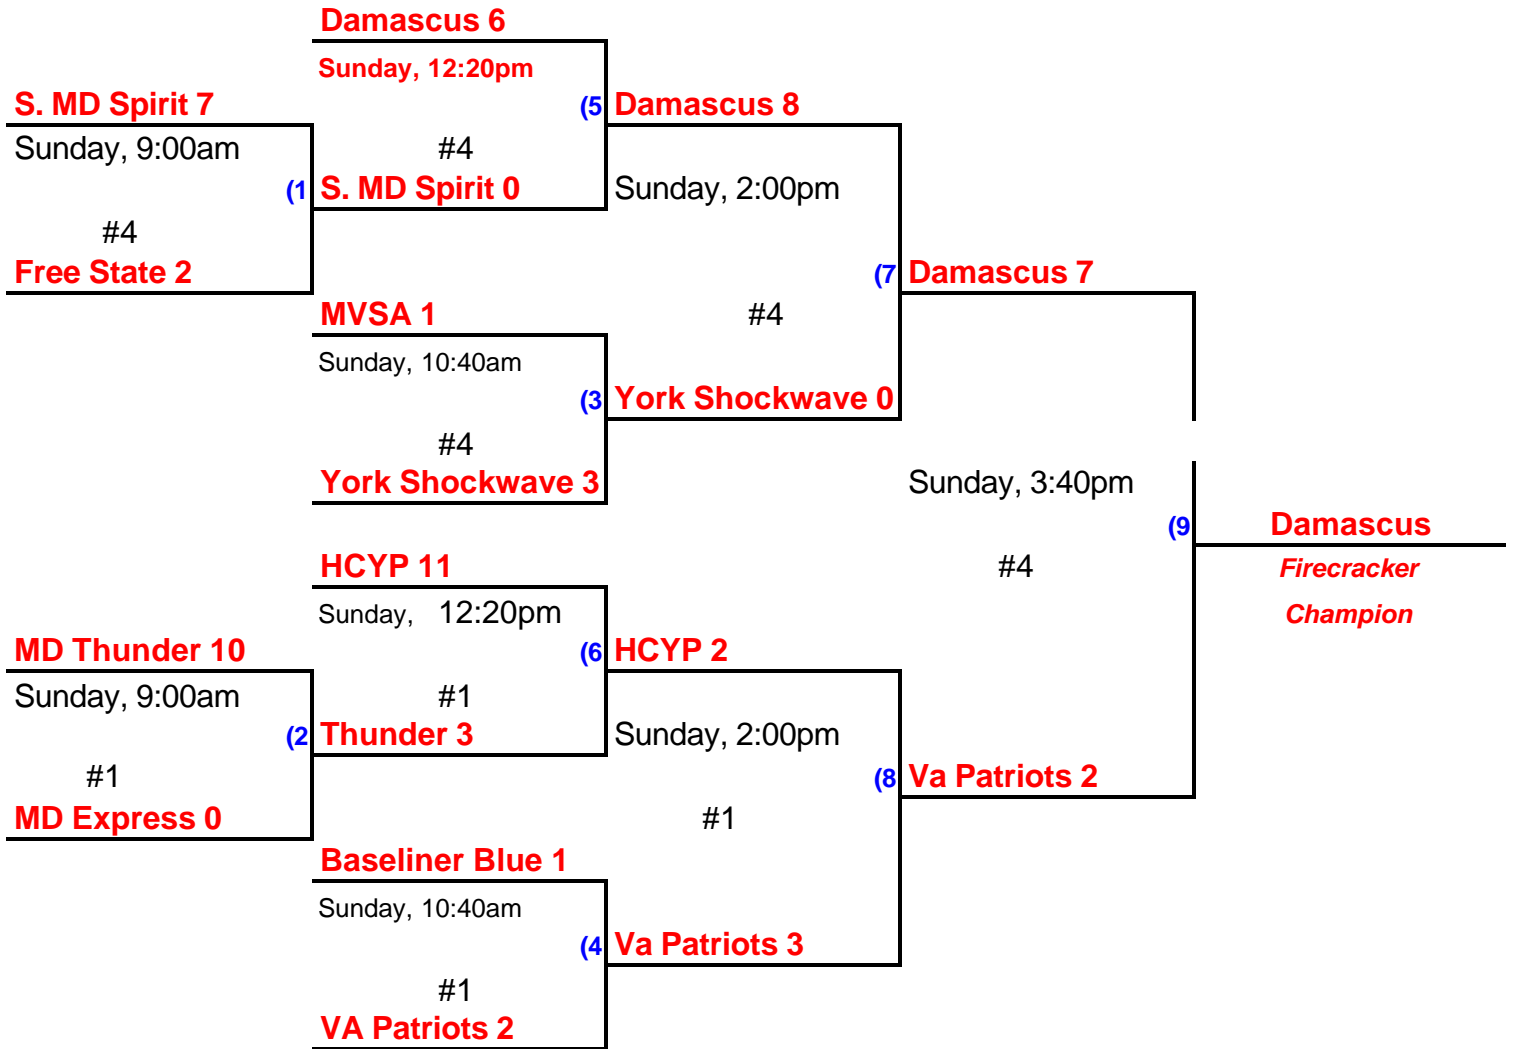 Damascus 6
Sunday, 12:20pm
S. MD Spirit 7
(5 Damascus 8
Sunday, 9:00am
#4
(1 S. MD Spirit 0
Sunday, 2:00pm
#4
Free State 2
(7 Damascus 7
MVSA 1
#4
Sunday, 10:40am
(3 York Shockwave 0
#4
York Shockwave 3
Sunday, 3:40pm
(9 Damascus
HCYP 11
#4
Firecracker
Sunday, 12:20pm
Champion
MD Thunder 10
(6 HCYP 2
Sunday, 9:00am
#1
(2 Thunder 3
Sunday, 2:00pm
#1
(8 Va Patriots 2
MD Express 0
#1
Baseliner Blue 1
Sunday, 10:40am
(4 Va Patriots 3
#1
VA Patriots 2